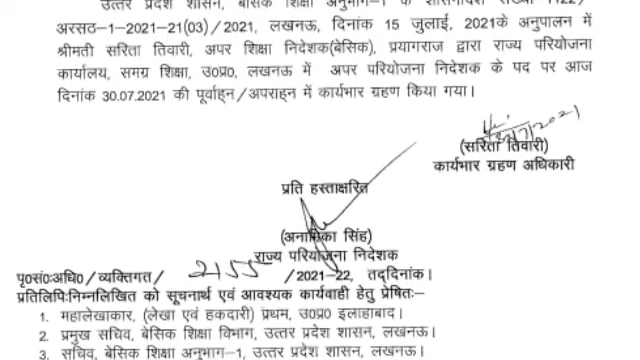 उत्तर प्रदेश शासन, बेसिक शिक्षा अनुभाग-1 के शासनादेश संख्या 1122/
अरसठ-1-2021-21(03)/2021, लखनऊ, दिनांक 15 जुलाई, 2021के अनुपालन में
श्रीमती सरिता तिवारी, अपर शिक्षा निदेशक(बेसिक), प्रयागराज द्वारा राज्य परियोजना
कार्यालय, समग्र शिक्षा, उ0प्र0, लखनऊ में अपर परियोजना निदेशक के पद पर आज
दिनांक 30.07.2021 की पूर्वाह्न/अपराह्न में कार्यभार ग्रहण किया गया।
(सरिता तिवारी)
कार्यभार ग्रहण अधिकारी
प्रति हस्ताक्षरित
(अनामिका सिंह)
राज्य परियोजना निदेशक
पृ0सं0:अधि0/व्यक्तिगत/ 2155 /2021-22, तद्दिनांक।
प्रतिलिपि:निम्नलिखित को सूचनार्थ एवं आवश्यक कार्यवाही हेतु प्रेषितः-
1. महालेखाकार, (लेखा एवं हकदारी) प्रथम, उ0प्र0 इलाहाबाद।
2. प्रमुख सचिव, बेसिक शिक्षा विभाग, उत्तर प्रदेश शासन, लखनऊ।
3. सचिव, बेसिक शिक्षा अनुभाग-1, उत्तर प्रदेश शासन, लखनऊ।